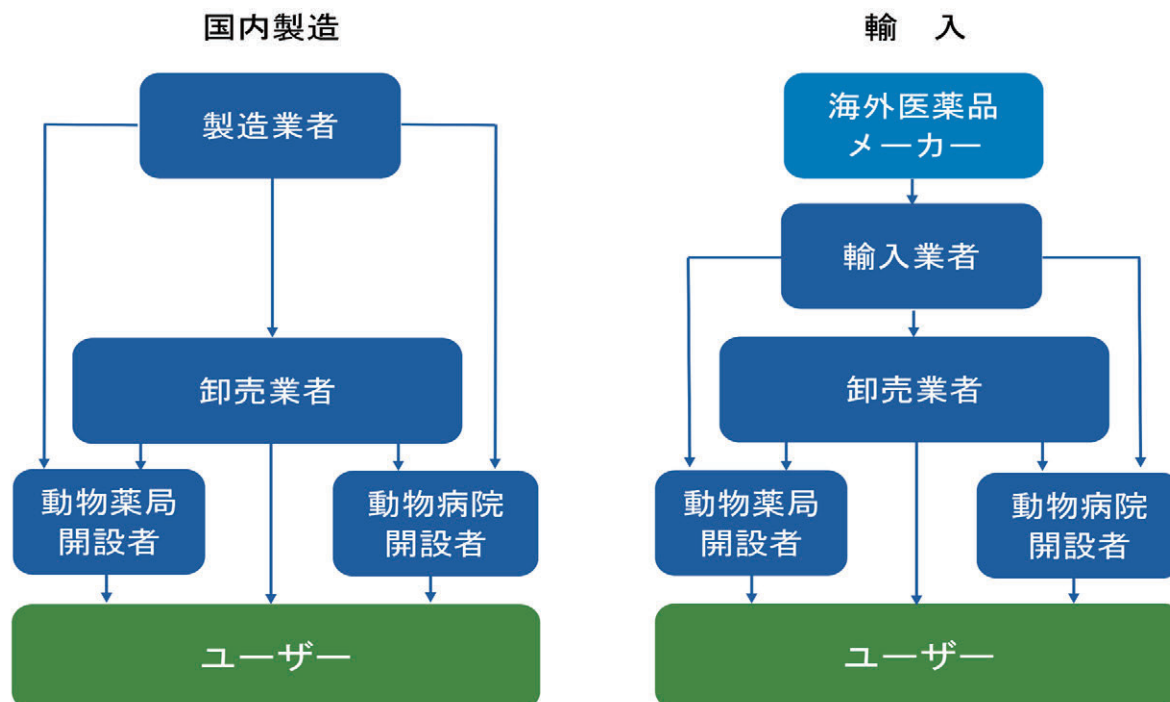 国内製造
製造業者
卸売業者
動物薬局
開設者
動物病院
開設者
ユーザー
輸 入
海外医薬品
メーカー
輸入業者
卸売業者
動物薬局
開設者
動物病院
開設者
ユーザー